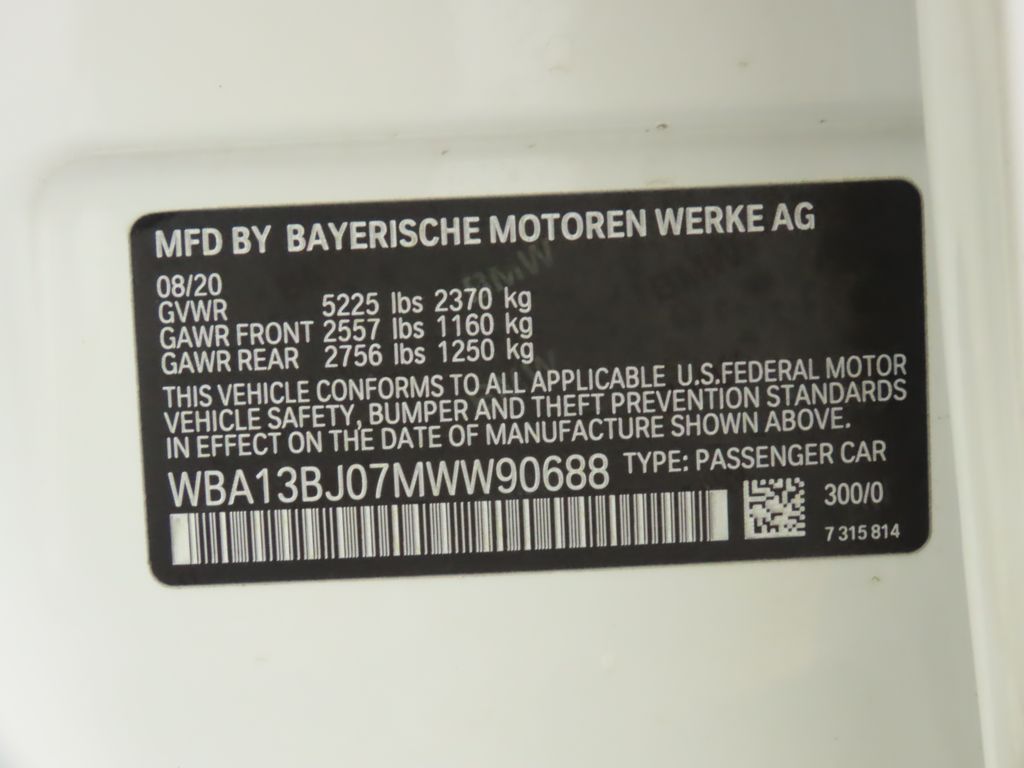 MFD BY BAYERISCHE MOTOREN WERKE AG
08/20
GVWR 5225 lbs 2370 kg
GAWR FRONT 2557 lbs 1160 kg
GAWR REAR 2756 lbs 1250 kg
THIS VEHICLE CONFORMS TO ALL APPLICABLE U.S.FEDERAL MOTOR
VEHICLE SAFETY, BUMPER AND THEFT PREVENTION STANDARDS
IN EFFECT ON THE DATE OF MANUFACTURE SHOWN ABOVE.
WBA13BJ07MWW90688 TYPE: PASSENGER CAR
300/0
7 315 814